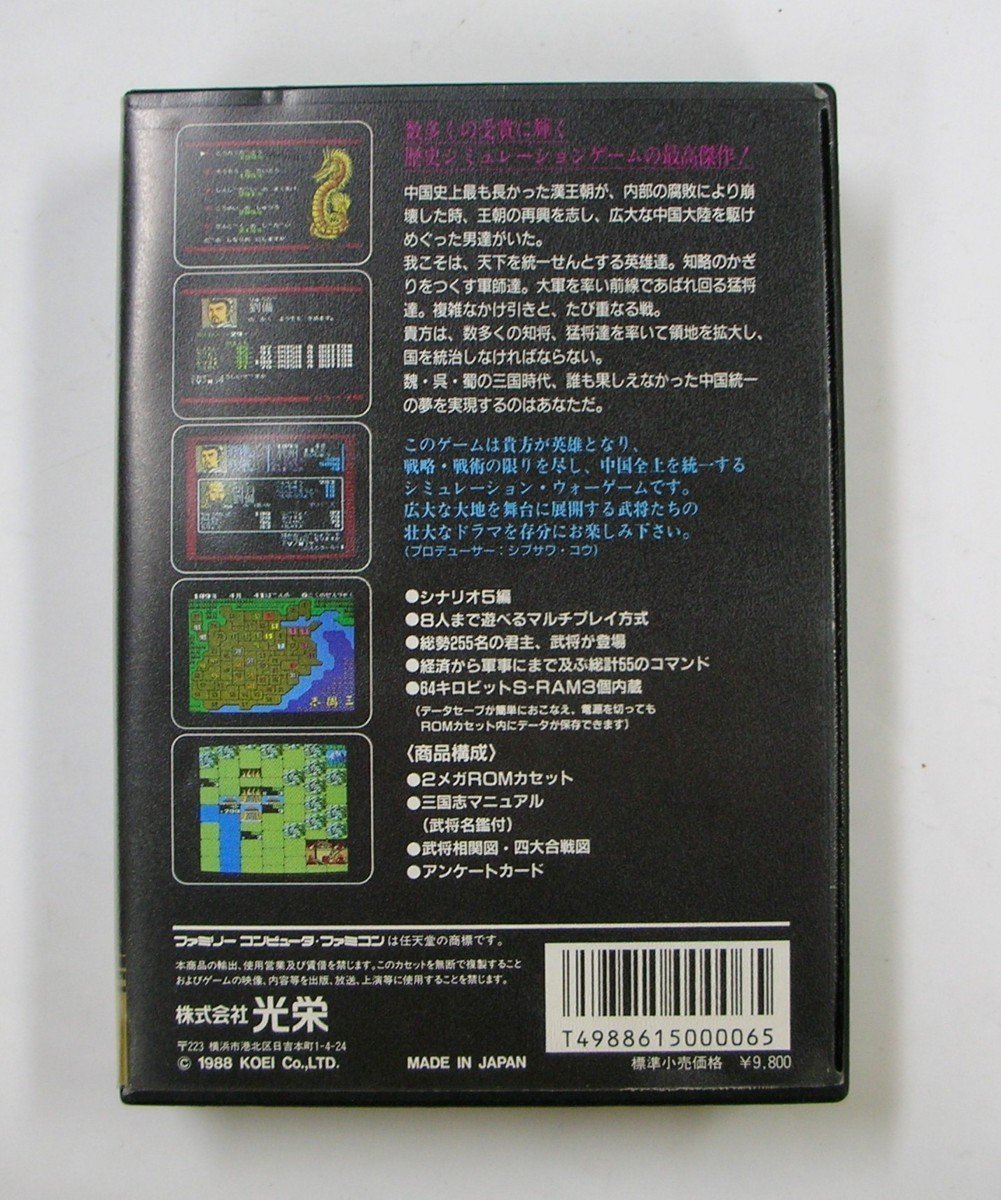 数多くの受賞に輝く
歴史シミュレーションゲームの最高傑作!
中国史上最も長かった漢王朝が、内部の腐敗により崩
壊した時、王朝の再興を志し、広大な中国大陸を駆け
めぐった男達がいた。
我こそは、天下を統一せんとする英雄達。知略のかぎ
りをつくす軍師達。大軍を率い前線であばれ回る猛将
達。複雑なかけ引きと、たび重なる戦。
貴方は、数多くの知将、猛将達を率いて領地を拡大し、
国を統治しなければならない。
魏・呉・蜀の三国時代、誰も果しえなかった中国統一
の夢を実現するのはあなただ。
このゲームは貴方が英雄となり、
戦略・戦術の限りを尽し、中国全土を統一する
シミュレーション・ウォーゲームです。
広大な大地を舞台に展開する武将たちの
壮大なドラマを存分にお楽しみ下さい。
(プロデューサー:シブサワ・コウ)
●シナリオ5編
●8人まで遊べるマルチプレイ方式
●総勢255名の君主、武将が登場
●経済から軍事にまで及ぶ総計65のコマンド
●64キロビットS-RAM3個内蔵
(データセーブが簡単におこなえ、電源を切っても
ROMカセット内にデータが保存できます)
〈商品構成〉
●2メガROMカセット
●三国志マニュアル
(武将名鑑付)
●武将相関図・四大合戦図
●アンケートカード
劉備
ファミリーコンピュータ・ファミコンは任天堂の商標です。
本商品の輸出、使用営業及び賃借を禁じます。このカセットを無断で複製すること
およびゲームの映像、内容等を出版、放送、上演等に使用することを禁じます。
株式会社 光栄
〒223 横浜市港北区日吉本町1-4-24
© 1988 KOEI Co.,LTD.
MADE IN JAPAN
T4988615000065
標準小売価格 ¥9,800